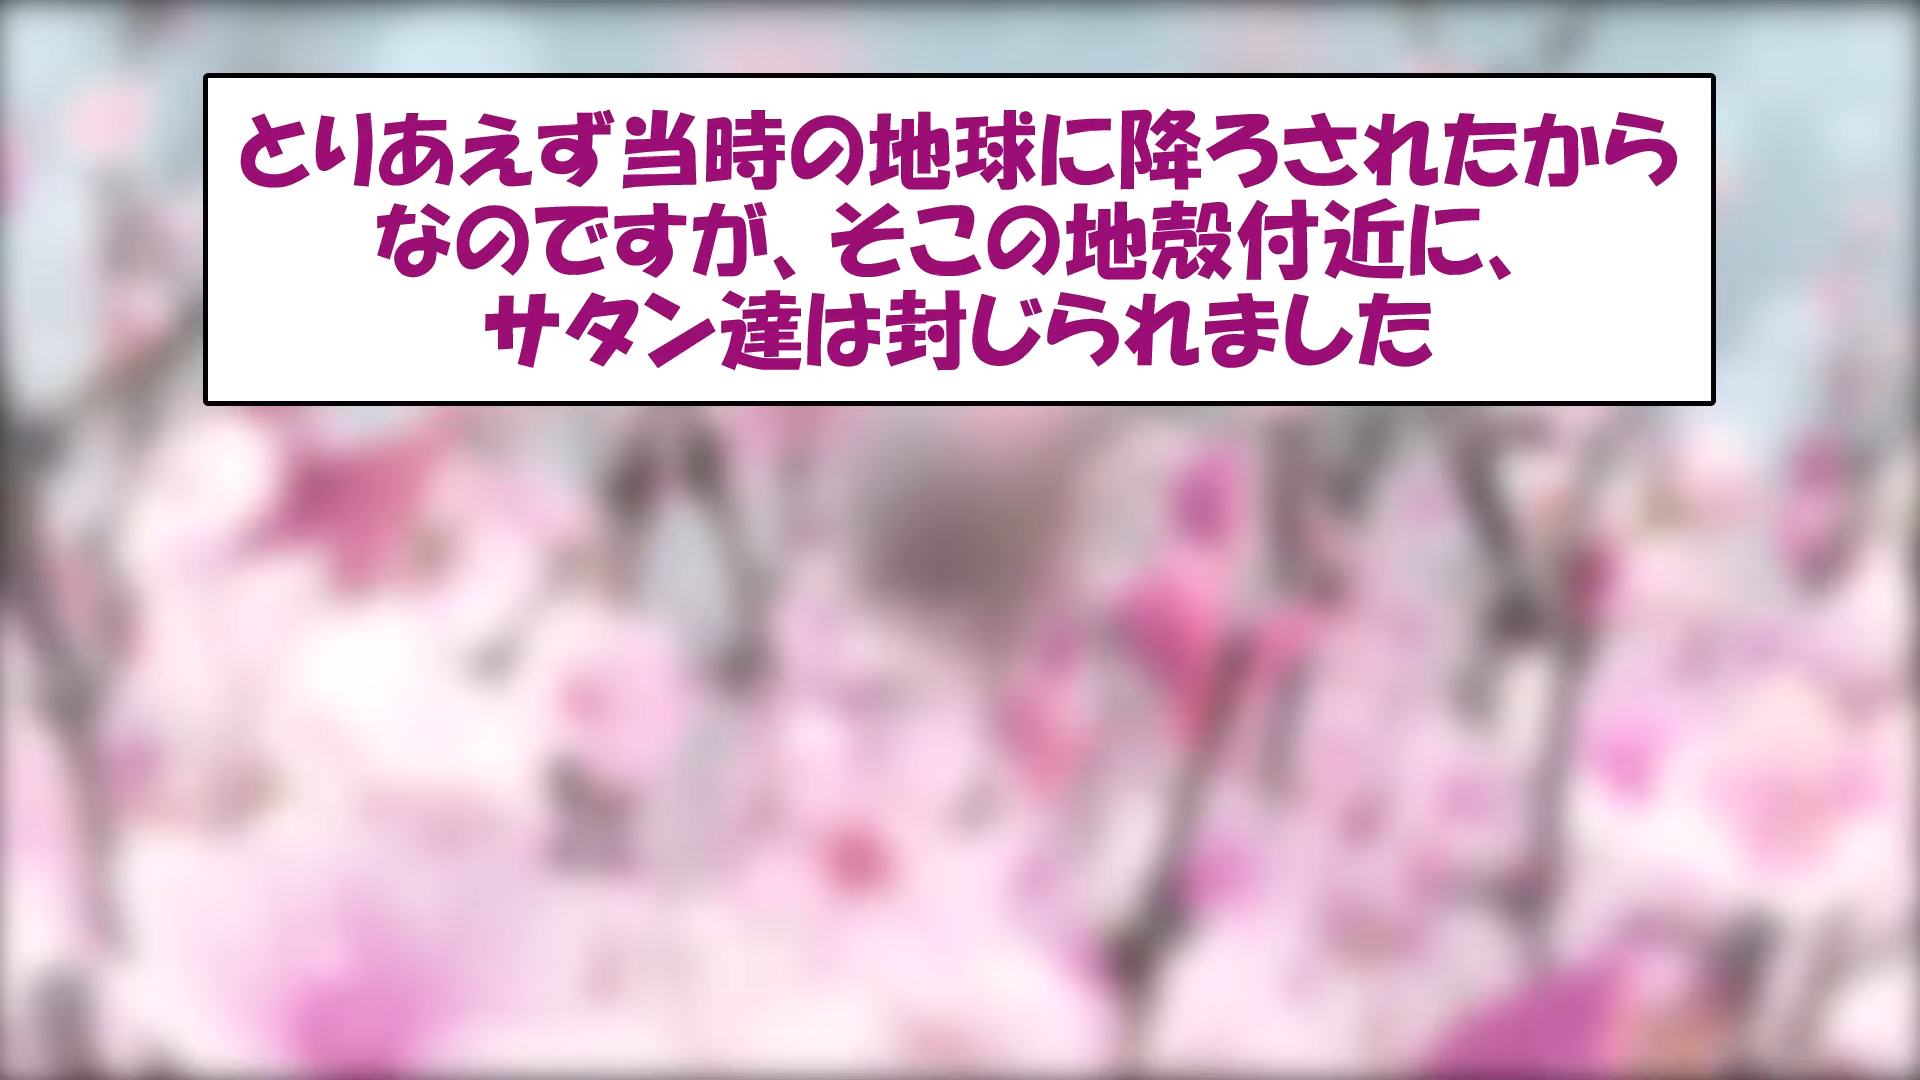 とりあえず当時の地球に降ろされたから
なのですが、そこの地殻付近に、
サタン達は封じられました